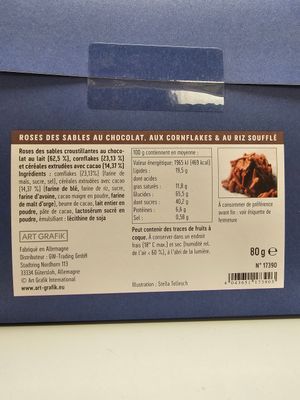 ROSES DES SABLES AU CHOCOLAT, AUX CORNFLAKES & AU RIZ SOUFFLÉ
Roses des sables croustillantes au choco-
lat au lait [62,5 %], cornflakes (23,13 %)
et céréales extrudées avec cacao [14,37 %]
Ingrédients : cornflakes [23,13%] (farine de
maïs, sucre, sel), céréales extrudées avec cacao
[14,37 %] (farine de blé, farine de riz, sucre,
farine d'avoine, cacao maigre en poudre, farine
de malt d'orge), beurre de cacao, lait entier en
poudre, pâte de cacao, lactosérum sucré en
poudre, émulsifiant : lécithine de soja
ART GRAFIK
Fabriqué en Allemagne
Distributeur : GW-Trading GmbH
Stadtring Nordhorn 113
33334 Gütersloh, Allemagne
© Art Grafik International
www.art-grafik.eu
100 g contiennent en moyenne :
Valeur énergétique: 1965 kJ (469 kcal)
Lipides : 19,5 g
dont acides
gras saturés : 11,8 g
Glucides : 65,5 g
dont sucres : 40,2 g
Protéines : 6,6 g
Sel : 0,58 g
Peut contenir des traces de fruits à
coque. À conserver dans un endroit
frais (18° C max.) et sec (humidité rel.
de l'air < 60 %), à l'abri de la lumière.
Illustration : Stella Tellesch
À consommer de préférence
avant fin : voir étiquette de
fermeture
80 g e
N° 17390